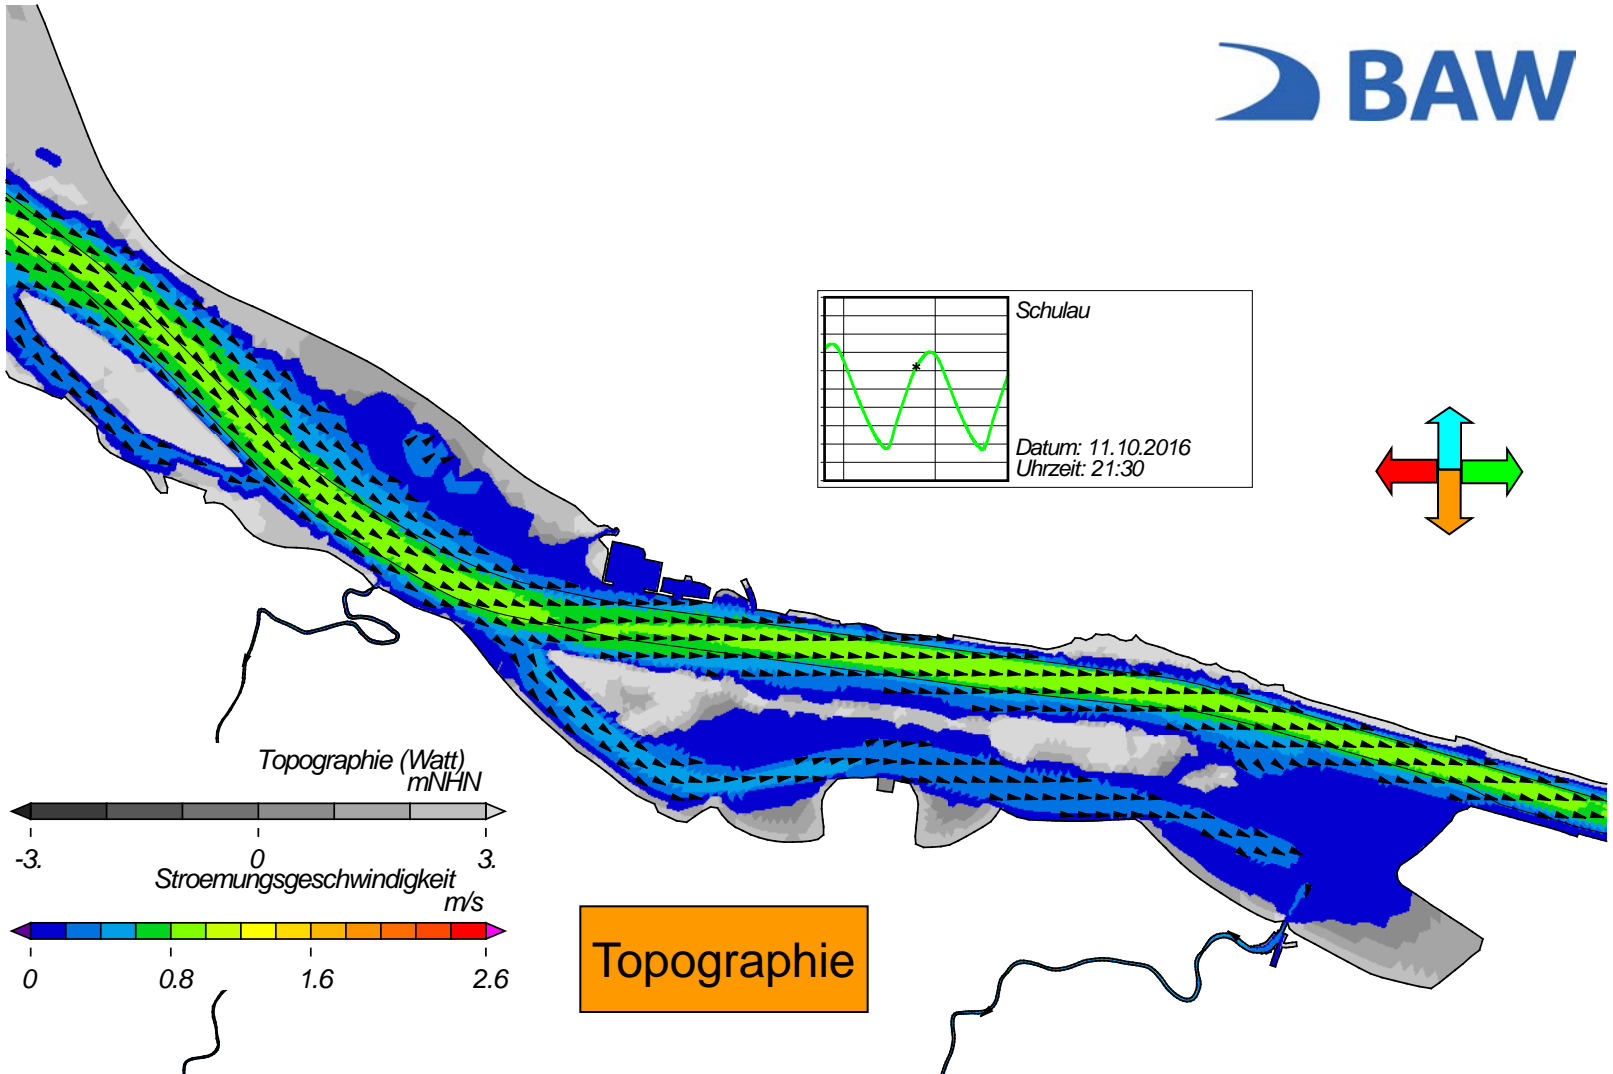 BAW
Schulau
Datum: 11.10.2016
Uhrzeit: 21:30
Topographie (Watt)
mNHN
-3. 0 3.
Stroemungsgeschwindigkeit
m/s
0 0.8 1.6 2.6
Topographie